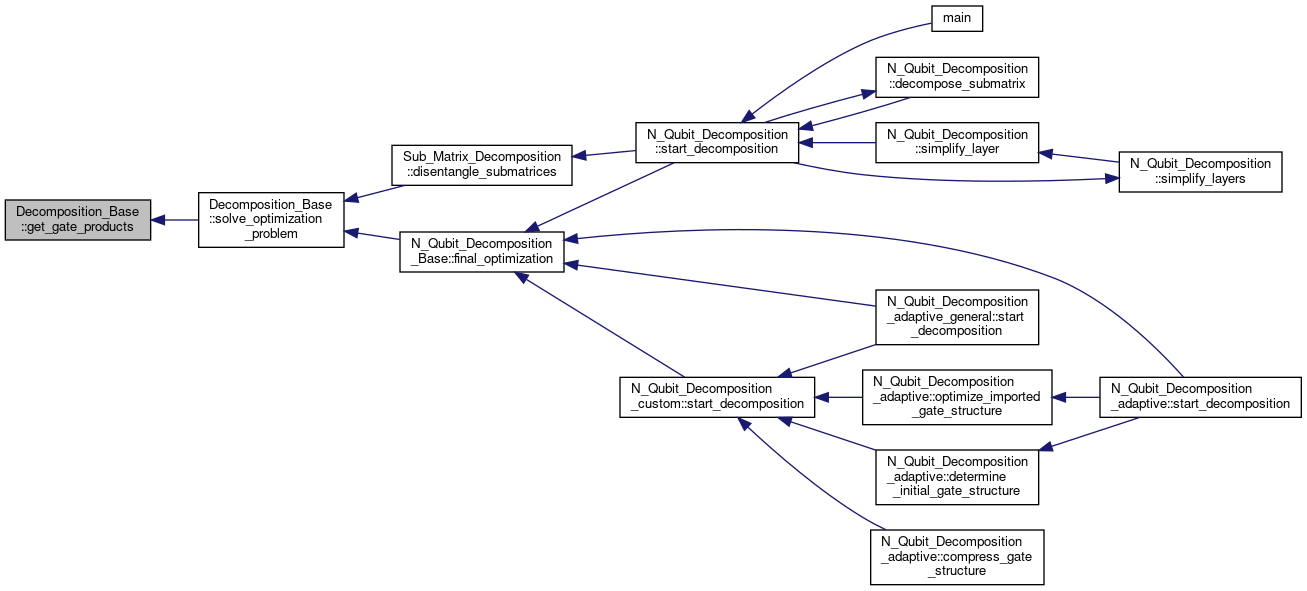 Decomposition_Base
::get_gate_products
Decomposition_Base
::solve_optimization
_problem
Sub_Matrix_Decomposition
::disentangle_submatrices
N_Qubit_Decomposition
_Base::final_optimization
N_Qubit_Decomposition
::start_decomposition
N_Qubit_Decomposition
_custom::start_decomposition
main
N_Qubit_Decomposition
::decompose_submatrix
N_Qubit_Decomposition
::simplify_layer
N_Qubit_Decomposition
::simplify_layers
N_Qubit_Decomposition
_adaptive_general::start
_decomposition
N_Qubit_Decomposition
_adaptive::optimize_imported
_gate_structure
N_Qubit_Decomposition
_adaptive::start_decomposition
N_Qubit_Decomposition
_adaptive::determine
_initial_gate_structure
N_Qubit_Decomposition
_adaptive::compress_gate
_structure